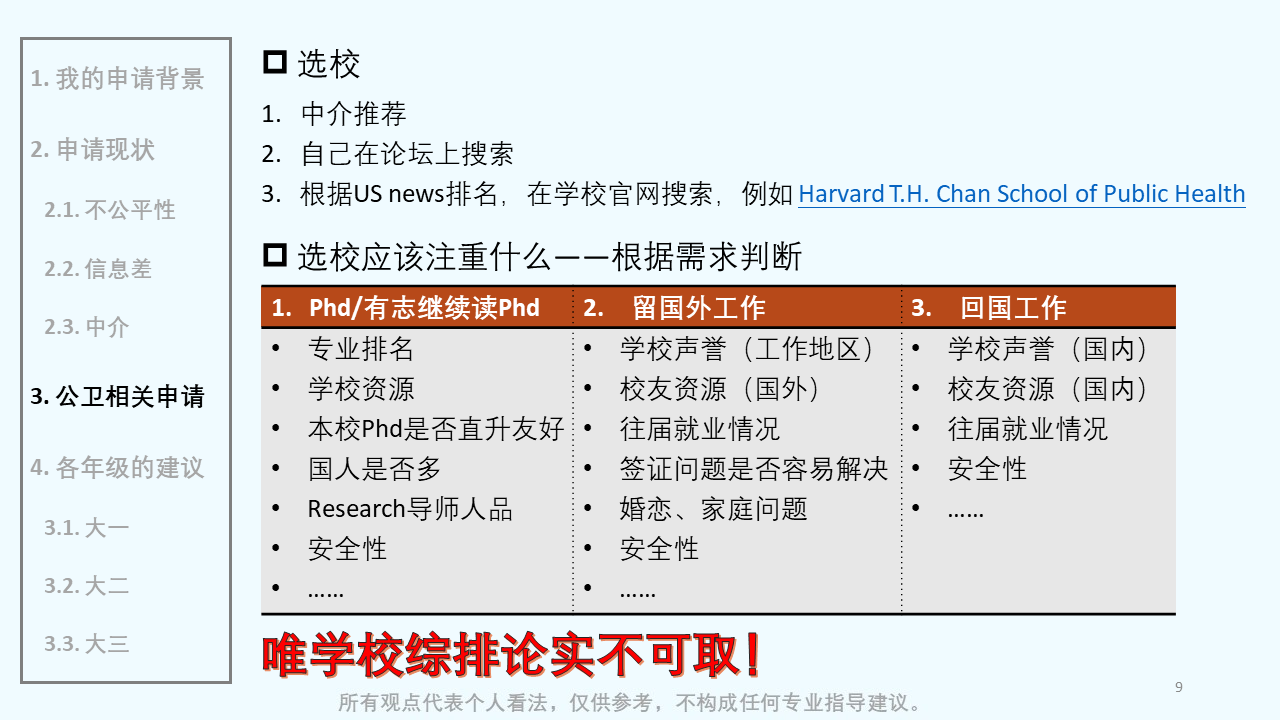 1. 我的申请背景
2. 申请现状
2.1. 不公平性
2.2. 信息差
2.3. 中介
3. 公卫相关申请
4. 各年级的建议
3.1. 大一
3.2. 大二
3.3. 大三
选校
1. 中介推荐
2. 自己在论坛上搜索
3. 根据US news排名，在学校官网搜索，例如 Harvard T.H. Chan School of Public Health
选校应该注重什么——根据需求判断
1. Phd/有志继续读Phd
• 专业排名
• 学校资源
• 本校Phd是否直升友好
• 国人是否多
• Research导师人品
• 安全性
• ……
2. 留国外工作
• 学校声誉（工作地区）
• 校友资源（国外）
• 往届就业情况
• 签证问题是否容易解决
• 婚恋、家庭问题
• 安全性
• ……
3. 回国工作
• 学校声誉（国内）
• 校友资源（国内）
• 往届就业情况
• 安全性
• ……
唯学校综排论实不可取！
所有观点代表个人看法，仅供参考，不构成任何专业指导建议。
9